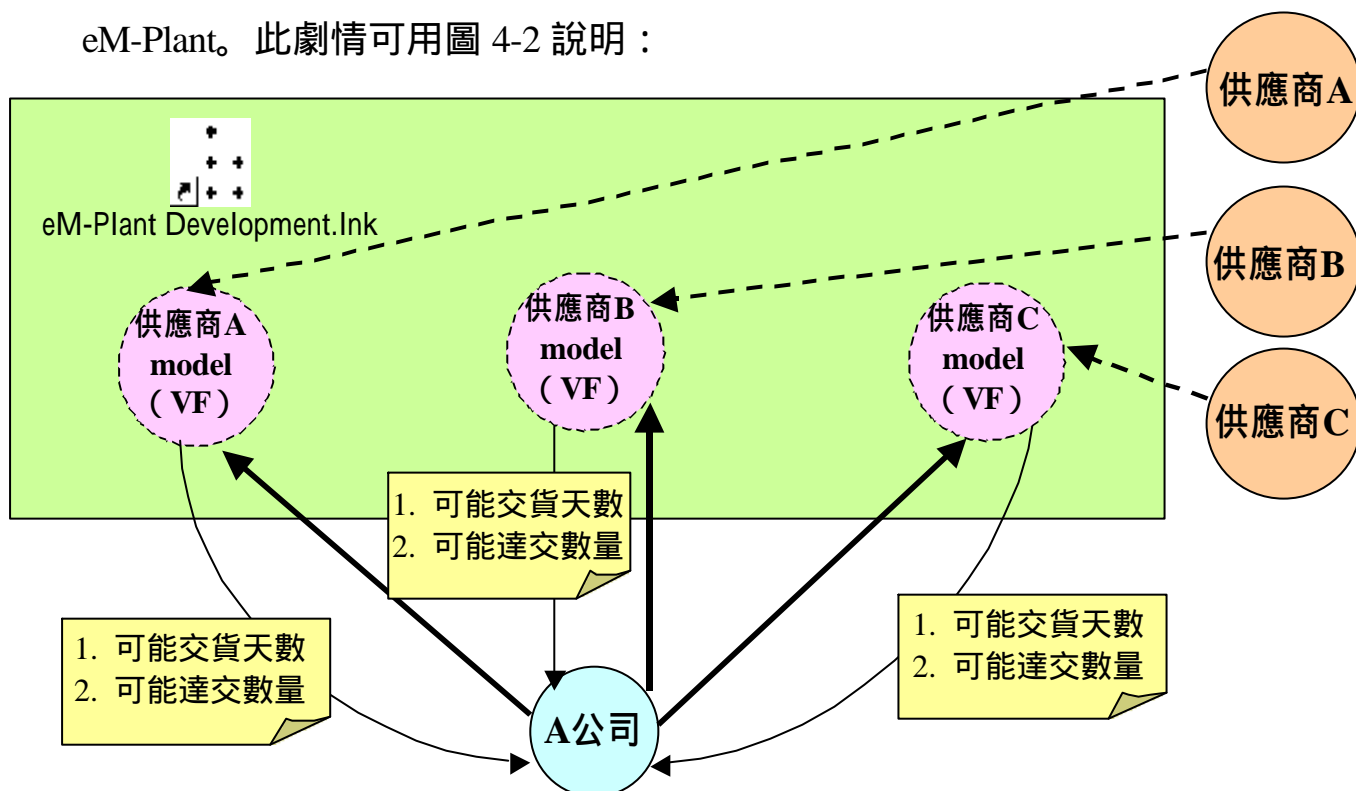 eM-Plant。此劇情可用圖 4-2 說明：
供應商A
eM-Plant Development.lnk
供應商B
供應商A
model
（VF）
供應商B
model
（VF）
供應商C
model
（VF）
供應商C
1. 可能交貨天數
2. 可能達交數量
1. 可能交貨天數
2. 可能達交數量
1. 可能交貨天數
2. 可能達交數量
A公司